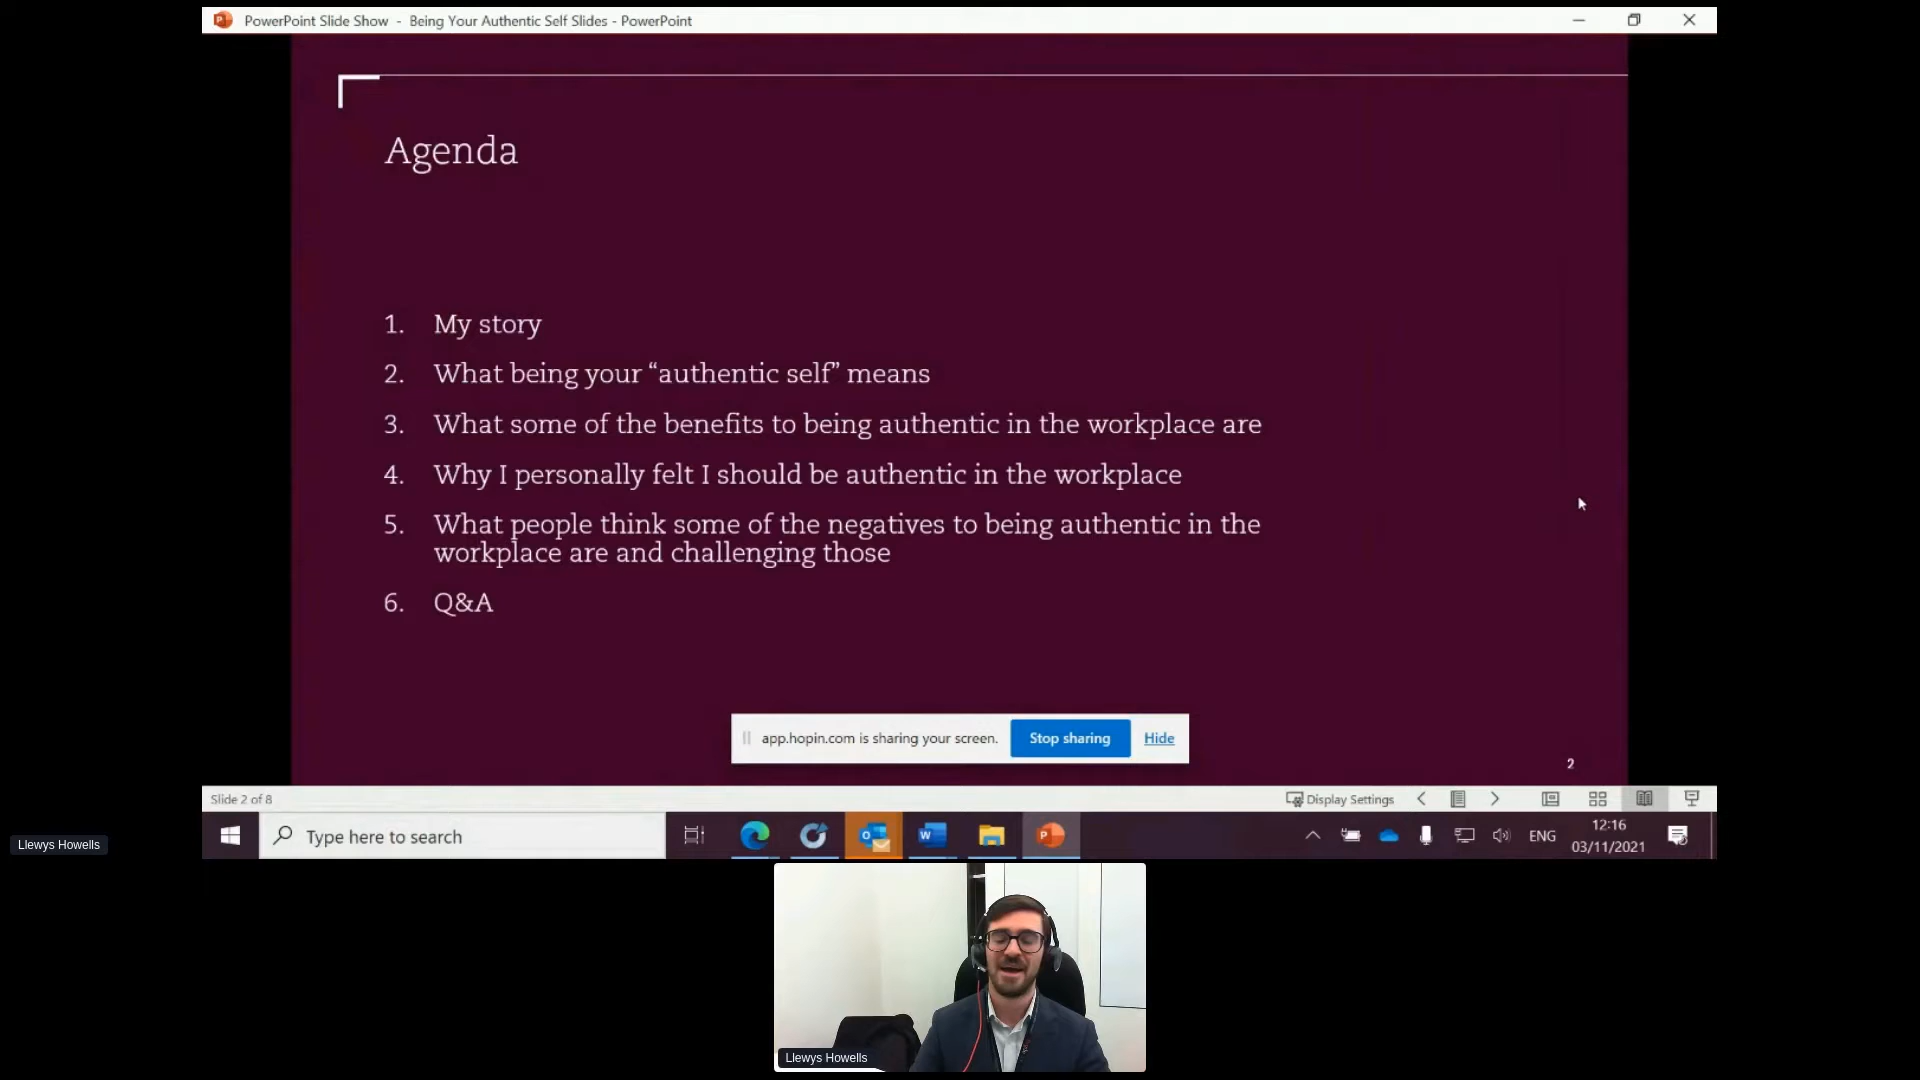 PowerPoint Slide Show - Being Your Authentic Self Slides - PowerPoint
Agenda
1. My story
2. What being your “authentic self” means
3. What some of the benefits to being authentic in the workplace are
4. Why I personally felt I should be authentic in the workplace
5. What people think some of the negatives to being authentic in the
workplace are and challenging those
6. Q&A
app.hopin.com is sharing your screen. Stop sharing Hide
2
Slide 2 of 8
Display Settings
Type here to search
ENG
12:16
03/11/2021
Llewys Howells
Llewys Howells